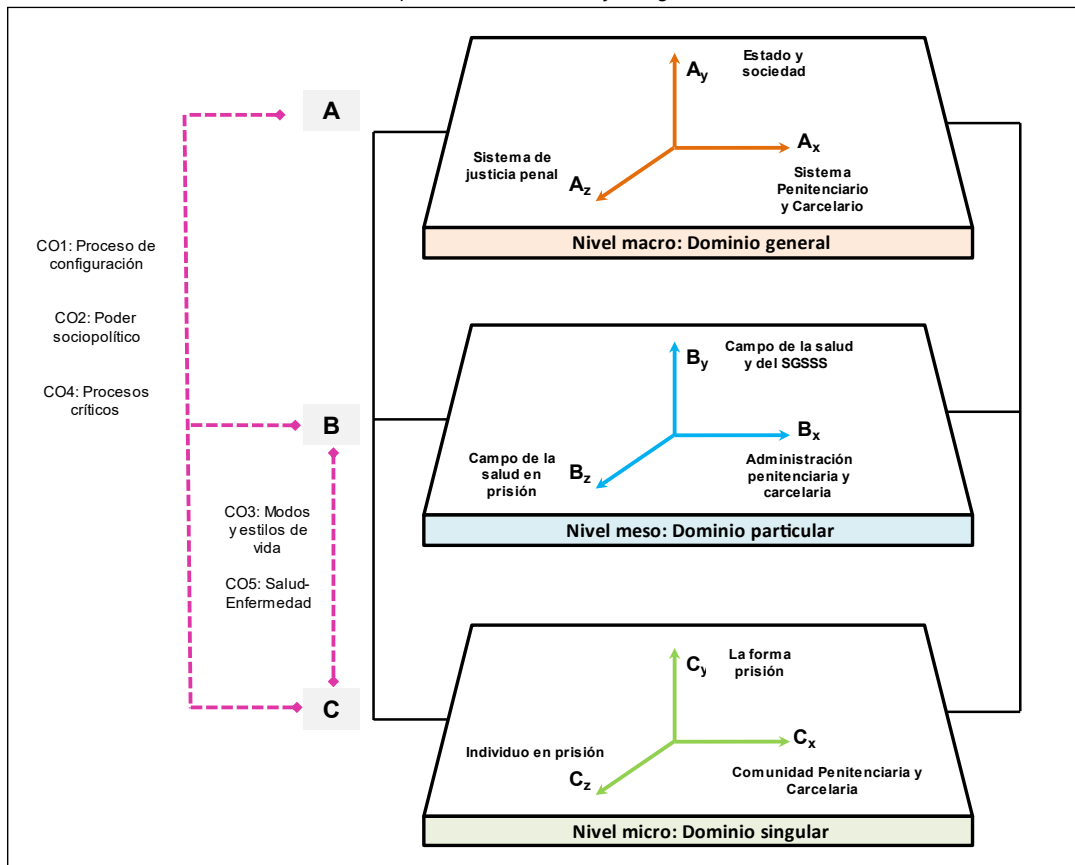 A
B
C
CO1: Proceso de
configuración
CO2: Poder
sociopolítico
CO4: Procesos
críticos
CO3: Modos
y estilos de
vida
CO5: Salud-
Enfermedad
Ay
Estado y
sociedad
Ax
Sistema
Penitenciario
y Carcelario
Sistema de
justicia penal
Az
Nivel macro: Dominio general
By
Campo de la salud
y del SGSSS
Bx
Administración
penitenciaria y
carcelaria
Campo de la
salud en
prisión
Bz
Nivel meso: Dominio particular
Cy
La forma
prisión
Cx
Comunidad Penitenciaria y
Carcelaria
Individuo en prisión
Cz
Nivel micro: Dominio singular